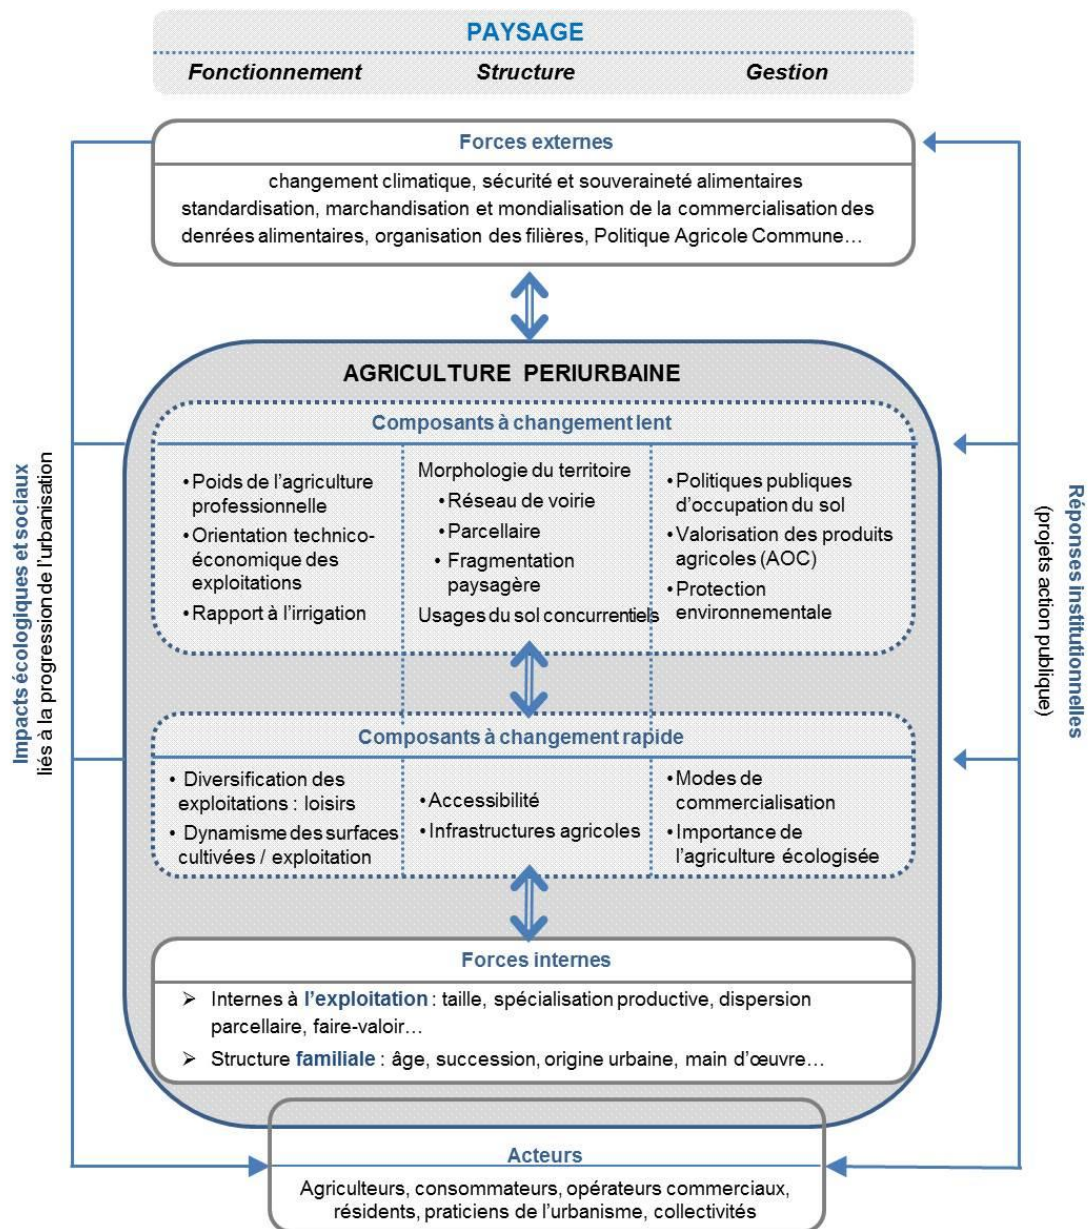 PAYSAGE
Fonctionnement Structure Gestion
Forces externes
changement climatique, sécurité et souveraineté alimentaires
standardisation, marchandisation et mondialisation de la commercialisation des
denrées alimentaires, organisation des filières, Politique Agricole Commune…
AGRICULTURE PERIURBAINE
Composants à changement lent
•Poids de l'agriculture
professionnelle
•Orientation technico-
économique des
exploitations
•Rapport à l'irrigation
Morphologie du territoire
•Réseau de voirie
•Parcellaire
•Fragmentation
paysagère
Usages du sol concurrentiels
•Politiques publiques
d'occupation du sol
•Valorisation des produits
agricoles (AOC)
•Protection
environnementale
Composants à changement rapide
• Diversification des
exploitations : loisirs
• Dynamisme des surfaces
cultivées / exploitation
•Accessibilité
•Infrastructures agricoles
•Modes de
commercialisation
•Importance de
l'agriculture écologisée
Forces internes
➢ Internes à l'exploitation : taille, spécialisation productive, dispersion
parcellaire, faire-valoir…
➢ Structure familiale : âge, succession, origine urbaine, main d'œuvre…
Acteurs
Agriculteurs, consommateurs, opérateurs commerciaux,
résidents, praticiens de l'urbanisme, collectivités
Impacts écologiques et sociaux
liés à la progression de l'urbanisation
Réponses institutionnelles
(projets action publique)